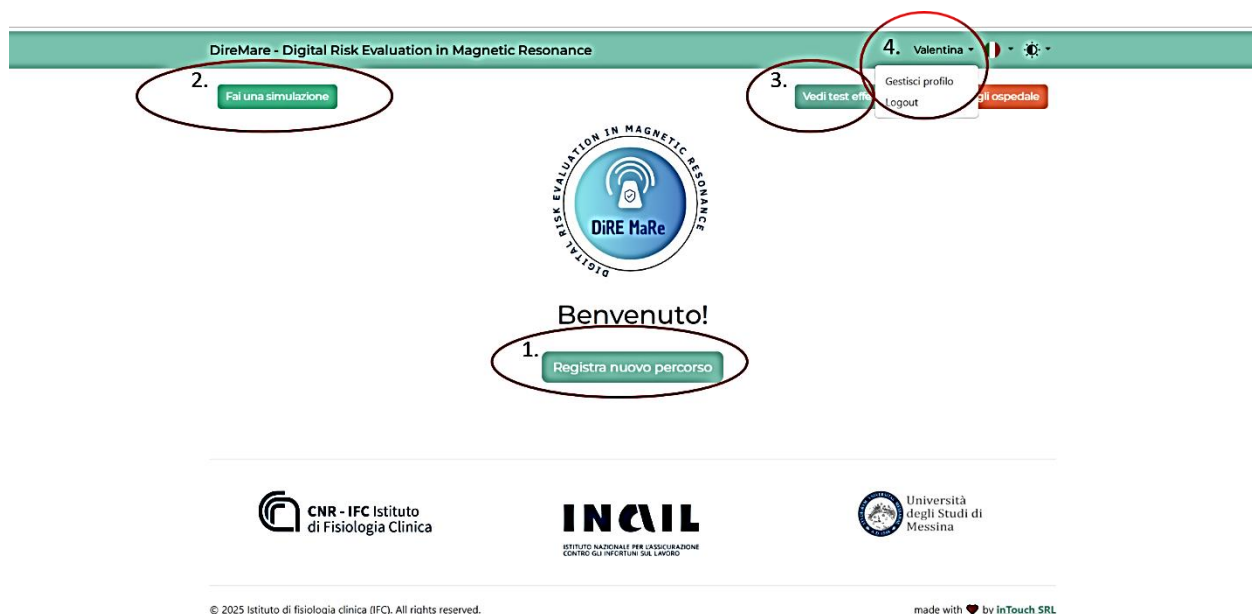 DireMare - Digital Risk Evaluation in Magnetic Resonance
4. Valentina
Gestisci profilo
Logout
2. Fai una simulazione
3. Vedi test
ospedale
DIGITAL RISK EVALUATION IN MAGNETIC RESONANCE
DiRE MaRe
Benvenuto!
1. Registra nuovo percorso
CNR - IFC Istituto
di Fisiologia Clinica
INAIL
ISTITUTO NAZIONALE PER L'ASSICURAZIONE
CONTRO GLI INFORTUNI SUL LAVORO
Università
degli Studi di
Messina
© 2025 Istituto di fisiologia clinica (IFC). All rights reserved.
made with by inTouch SRL